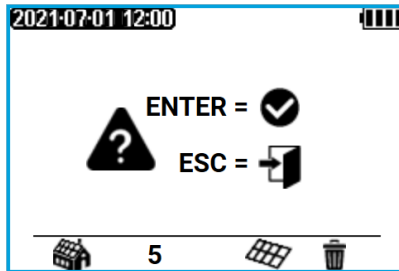 2021·07·01 12:00
?
ENTER =
ESC =
5